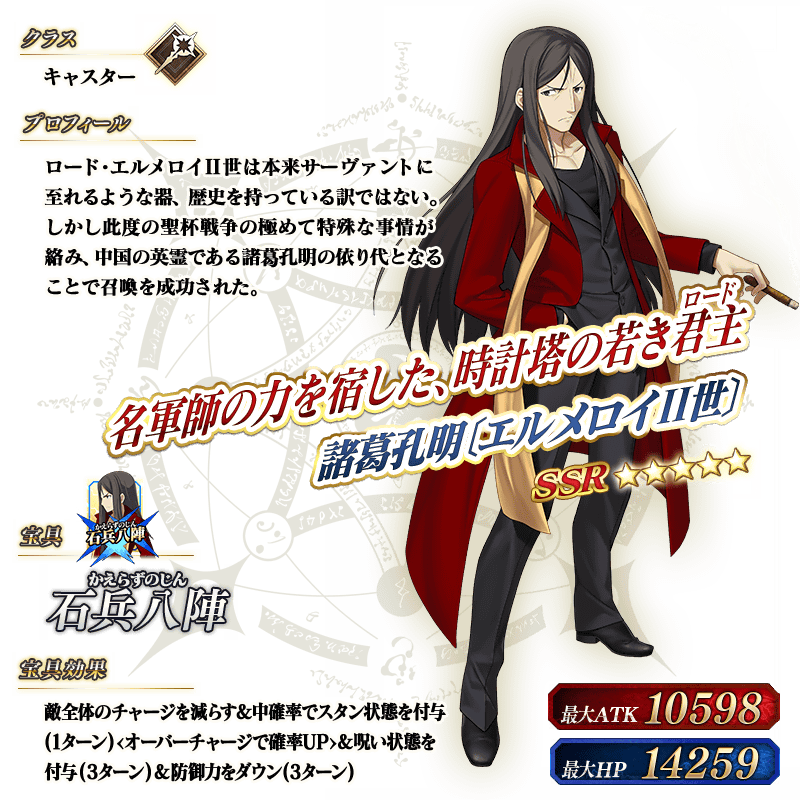 クラス
キャスター
プロフィール
ロード・エルメロイⅡ世は本来サーヴァントに
至れるような器、歴史を持っている訳ではない。
しかし此度の聖杯戦争の極めて特殊な事情が
絡み、中国の英霊である諸葛孔明の依り代となる
ことで召喚を成功された。
ロード
名軍師の力を宿した、時計塔の若き君主
諸葛孔明〔エルメロイⅡ世〕
SSR ★★★★★
宝具
かえらずのじん
石兵八陣
かえらずのじん
石兵八陣
宝具効果
敵全体のチャージを減らす&中確率でスタン状態を付与
(1ターン)<オーバーチャージで確率UP>&呪い状態を
付与(3ターン)&防御力をダウン(3ターン)
最大ATK 10598
最大HP 14259